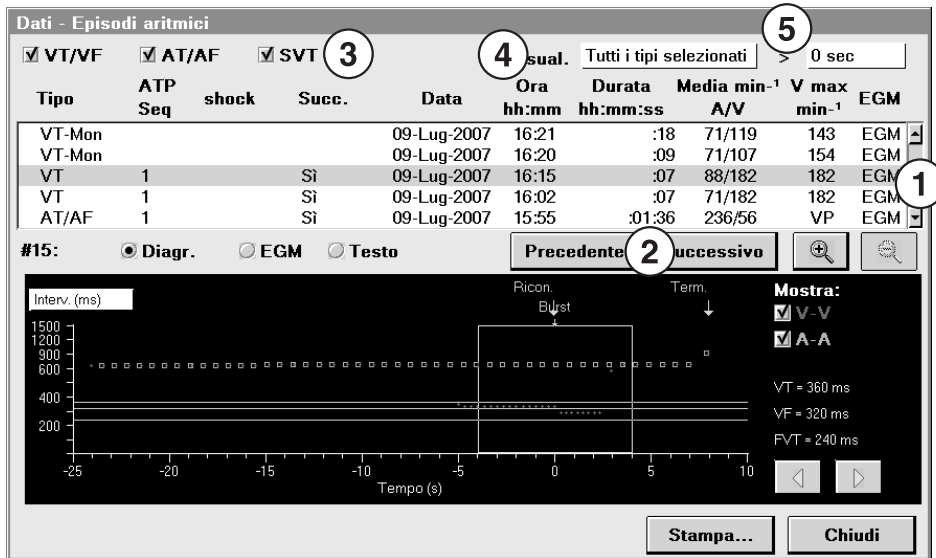 Dati - Episodi aritmici
VT/VF AT/AF SVT 3 4 sual. Tutti i tipi selezionati 5 > 0 sec
Tipo ATP Seq shock Succ. Data Ora hh:mm Durata hh:mm:ss Media min-¹ A/V V max min-¹ EGM
VT-Mon 09-Lug-2007 16:21 :18 71/119 143 EGM
VT-Mon 09-Lug-2007 16:20 :09 71/107 154 EGM
VT 1 Sì 09-Lug-2007 16:15 :07 88/182 182 EGM
1
VT 1 Sì 09-Lug-2007 16:02 :07 71/182 182 EGM
AT/AF 1 15:55 09-Lug-2007 :01:36 236/56 VP EGM
#15: Diagr. EGM Testo Precedente 2 uccessivo
Interv. (ms)
Ricon. Term.
Burst
Mostra:
V-V
A-A
1500
1200
900
600
400
200
VT = 360 ms
VF = 320 ms
FVT = 240 ms
-25 -20 -15 -10 -5 0 5 10
Tempo (s)
Stampa... Chiudi